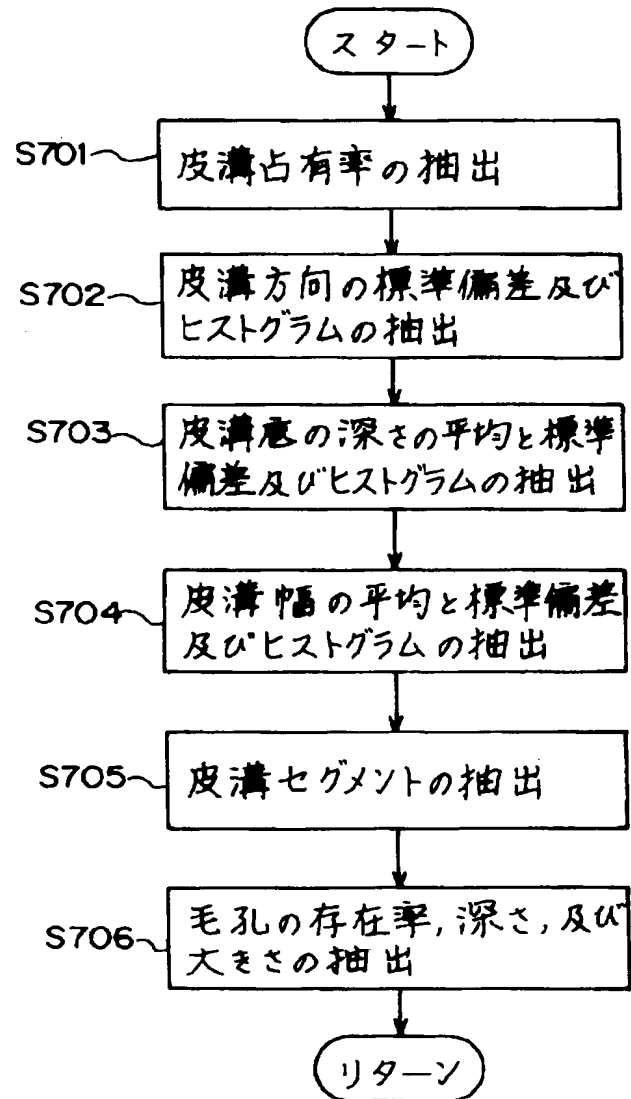 スタート
S701
皮溝占有率の抽出
S702
皮溝方向の標準偏差及び
ヒストグラムの抽出
S703
皮溝底の深さの平均と標準
偏差及びヒストグラムの抽出
S704
皮溝幅の平均と標準偏差
及びヒストグラムの抽出
S705
皮溝セグメントの抽出
S706
毛孔の存在率,深さ,及び
大きさの抽出
リターン